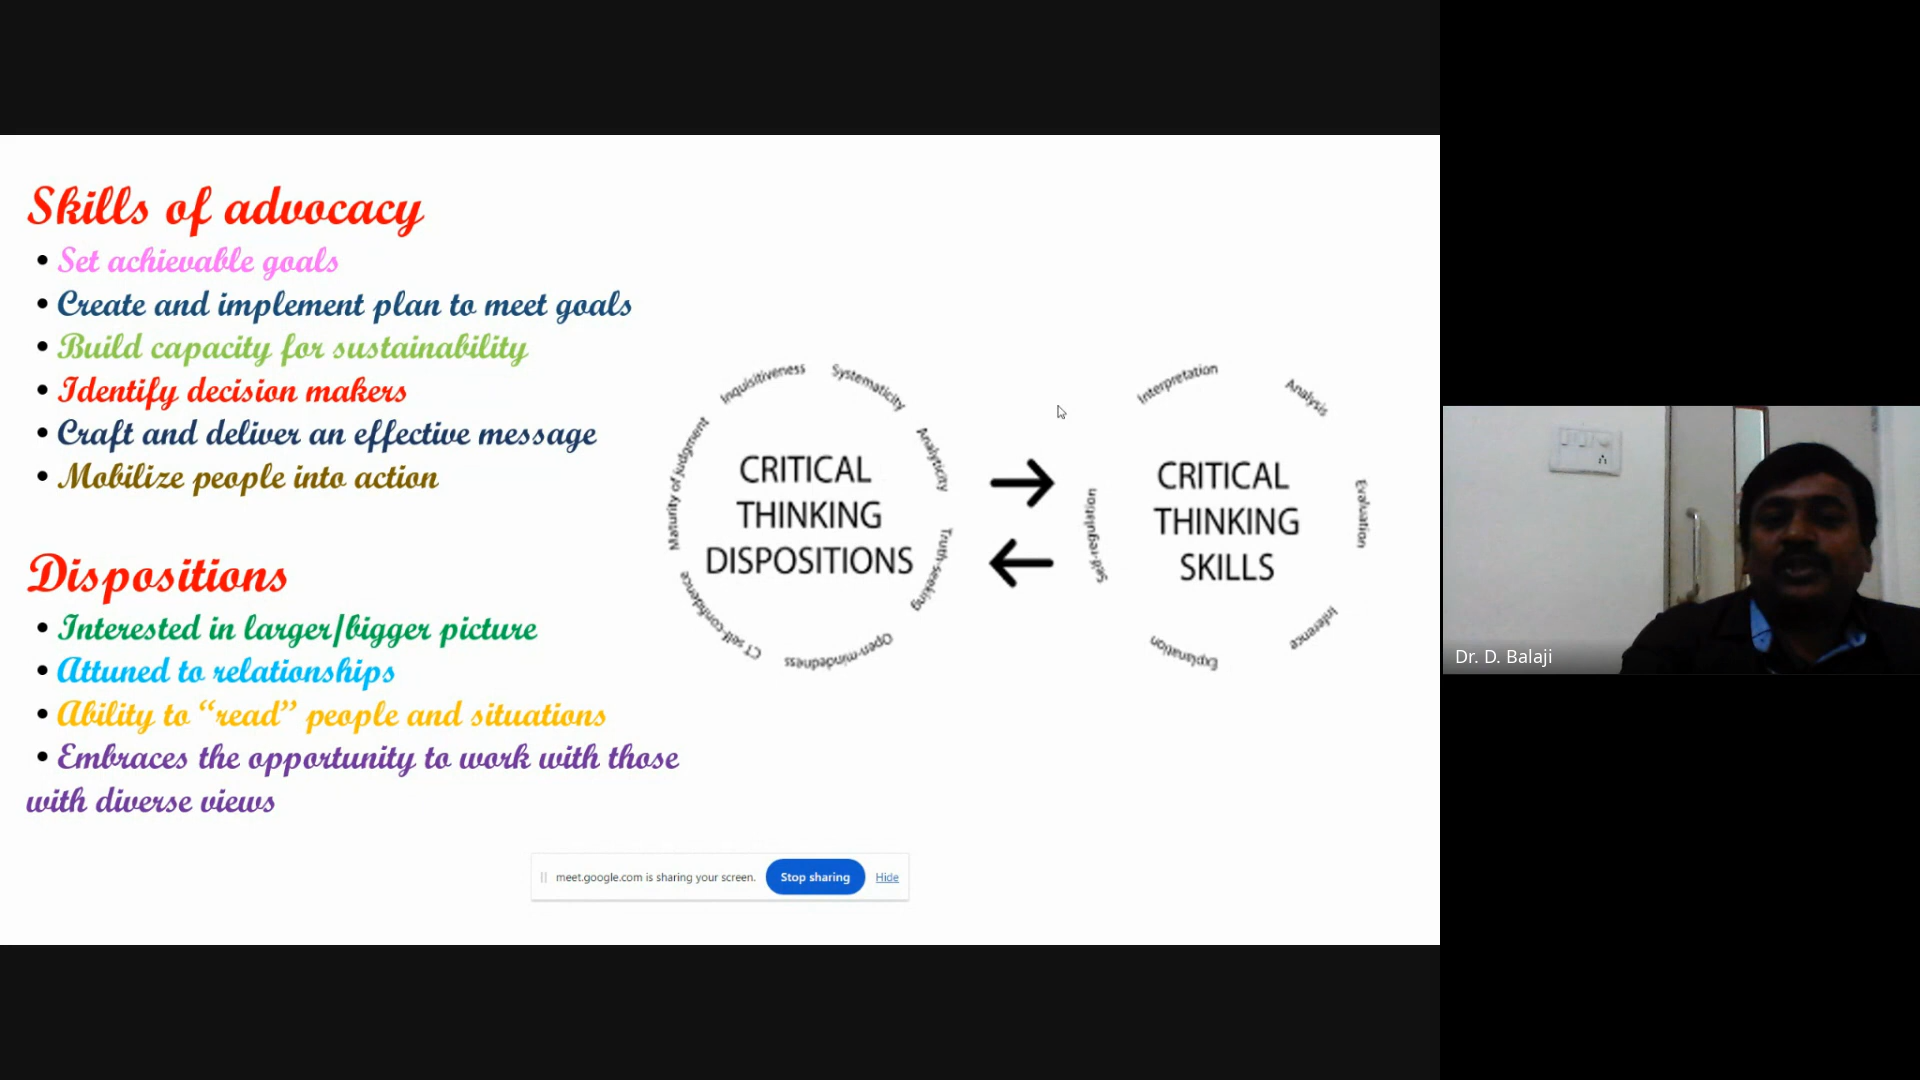 Skills of advocacy
• Set achievable goals
• Create and implement plan to meet goals
• Build capacity for sustainability
• Identify decision makers
• Craft and deliver an effective message
• Mobilize people into action
Dispositions
• Interested in larger/bigger picture
• Attuned to relationships
• Ability to “read” people and situations
• Embraces the opportunity to work with those
with diverse views
Inquisitiveness
Systematicity
Analyticity
Truth-seeking
Open-mindedness
CT self-confidence
Maturity of judgment
CRITICAL
THINKING
DISPOSITIONS
Interpretation
Analysis
Evaluation
Inference
Explanation
Self-regulation
CRITICAL
THINKING
SKILLS
meet.google.com is sharing your screen.
Stop sharing
Hide
Dr. D. Balaji